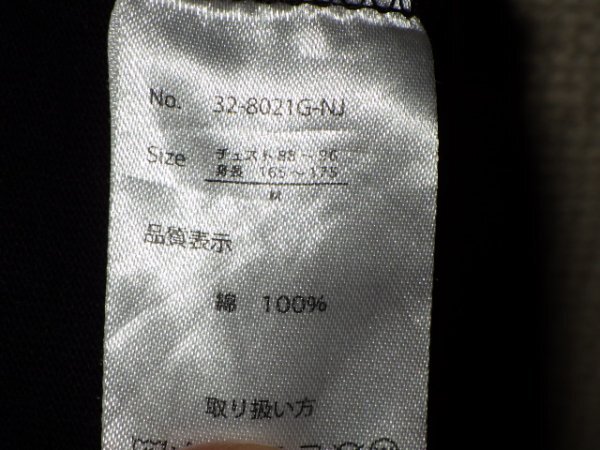 No. 32-8021G-NJ
Size チェスト88～96
身長 165～175
M
品質表示
綿 100%
取り扱い方